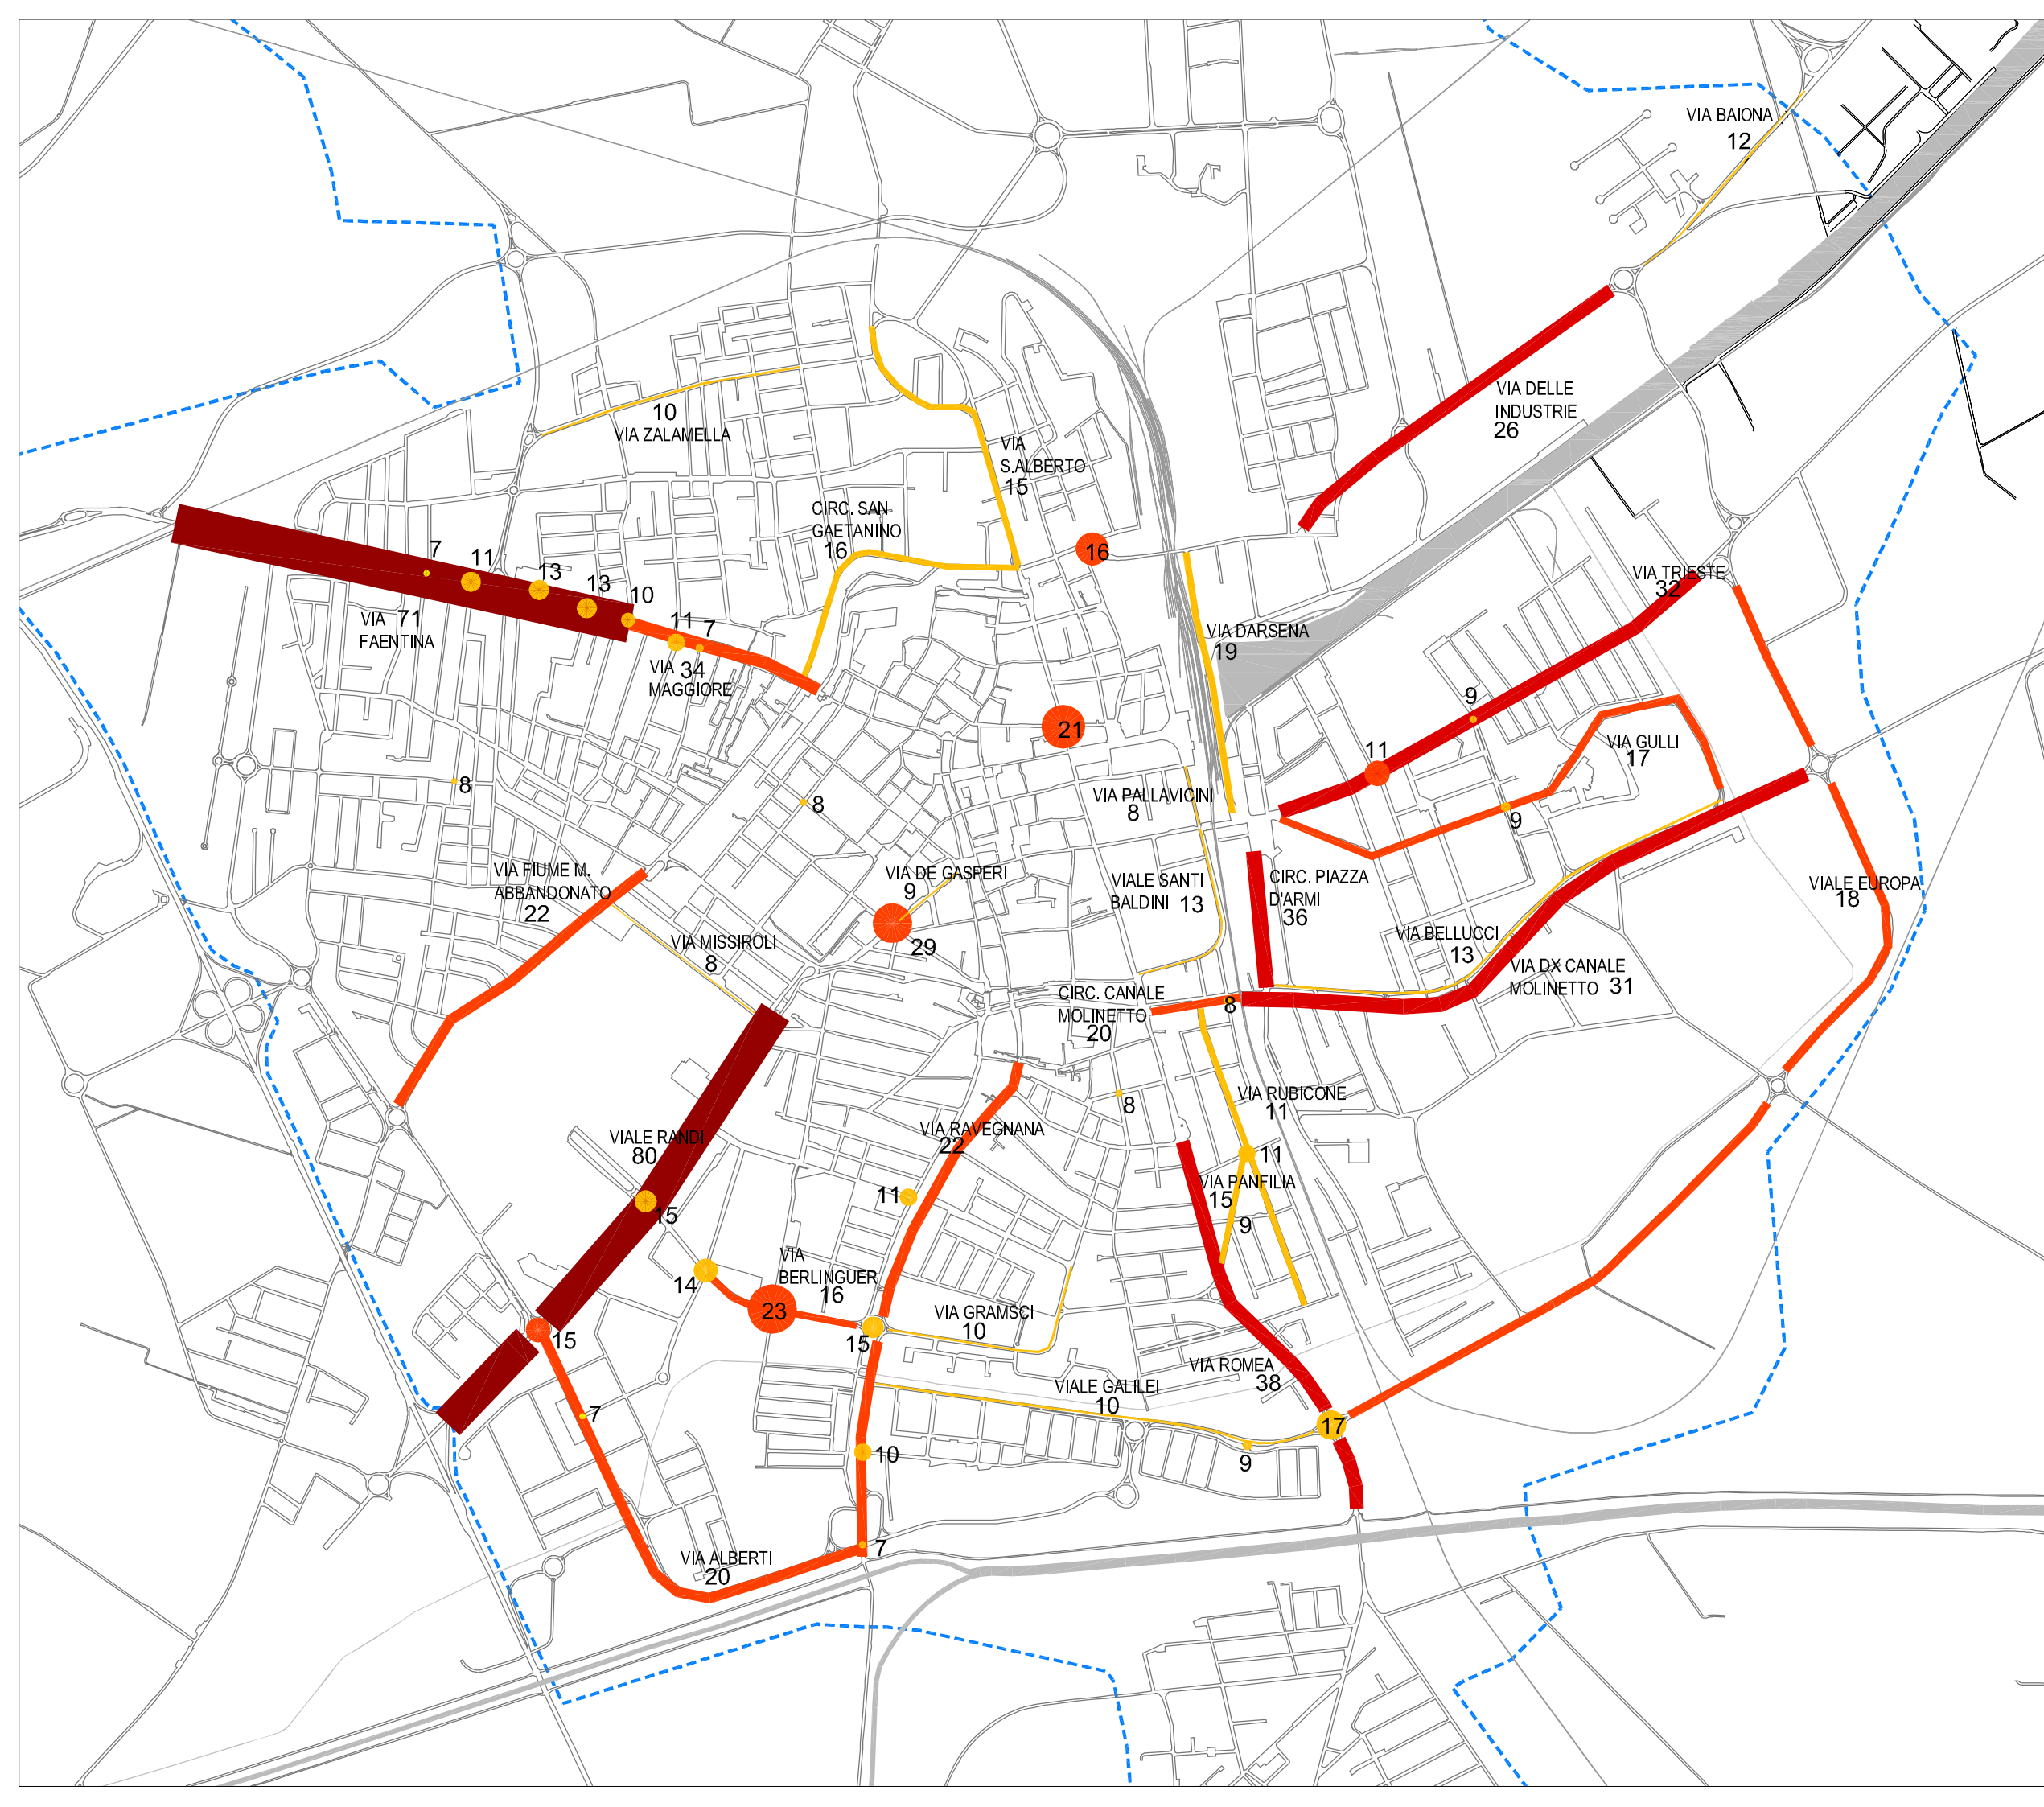 VIA BAIONA
12
VIA DELLE
INDUSTRIE
26
10
VIA ZALAMELLA
VIA
S.ALBERTO
15
CIRC. SAN
GAETANINO
16
16
7
11
13
13
10
11
7
VIA 71
FAENTINA
VIA 34
MAGGIORE
VIA TRIESTE
32
VIA DARSENA
19
9
21
11
VIA GULLI
17
8
8
VIA PALLAVICINI
8
9
VIA FIUME M.
ABBANDONATO
22
VIA DE GASPERI
9
29
VIALE SANTI
BALDINI 13
CIRC. PIAZZA
D'ARMI
36
VIALE EUROPA
18
VIA MISSIROLI
8
VIA BELLUCCI
13
VIA DX CANALE
MOLINETTO 31
CIRC. CANALE
MOLINETTO
20
8
VIA RUBICONE
11
8
VIALE RANDI
80
15
VIA RAVEGNANA
22
11
11
VIA PANFILIA
15
9
14
VIA
BERLINGUER
16
23
15
15
VIA GRAMSCI
10
VIA ROMEA
38
VIALE GALILEI
10
17
7
10
9
7
VIA ALBERTI
20